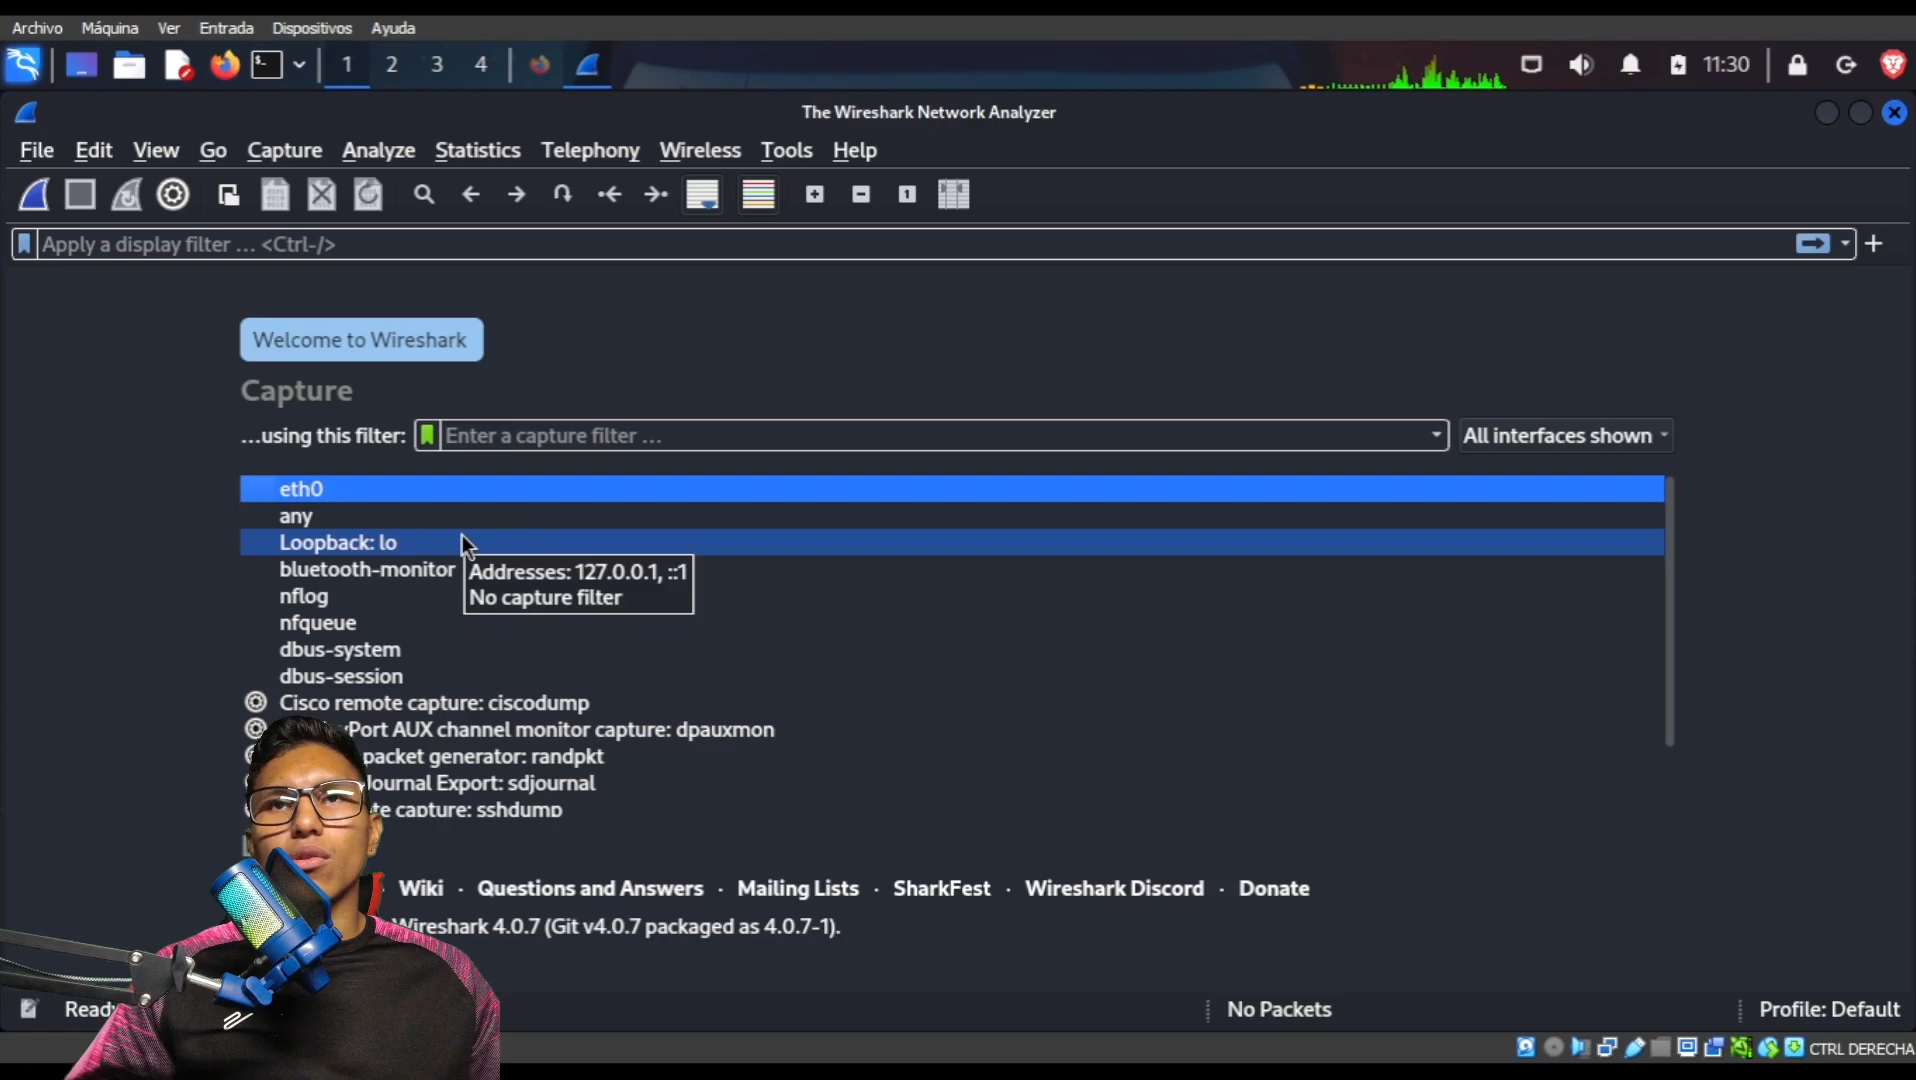 Archivo Máquina Ver Entrada Dispositivos Ayuda
1 2 3 4 11:30
The Wireshark Network Analyzer
File Edit View Go Capture Analyze Statistics Telephony Wireless Tools Help
Apply a display filter … <Ctrl-/>
Welcome to Wireshark
Capture
…using this filter: Enter a capture filter … All interfaces shown
eth0
any
Loopback: lo
bluetooth-monitor
Addresses: 127.0.0.1, ::1
No capture filter
nflog
nfqueue
dbus-system
dbus-session
Cisco remote capture: ciscodump
Port AUX channel monitor capture: dpauxmon
packet generator: randpkt
Journal Export: sdjournal
capture: sshdump
Wiki · Questions and Answers · Mailing Lists · SharkFest · Wireshark Discord · Donate
Wireshark 4.0.7 (Git v4.0.7 packaged as 4.0.7-1).
Ready No Packets Profile: Default
CTRL DERECHA